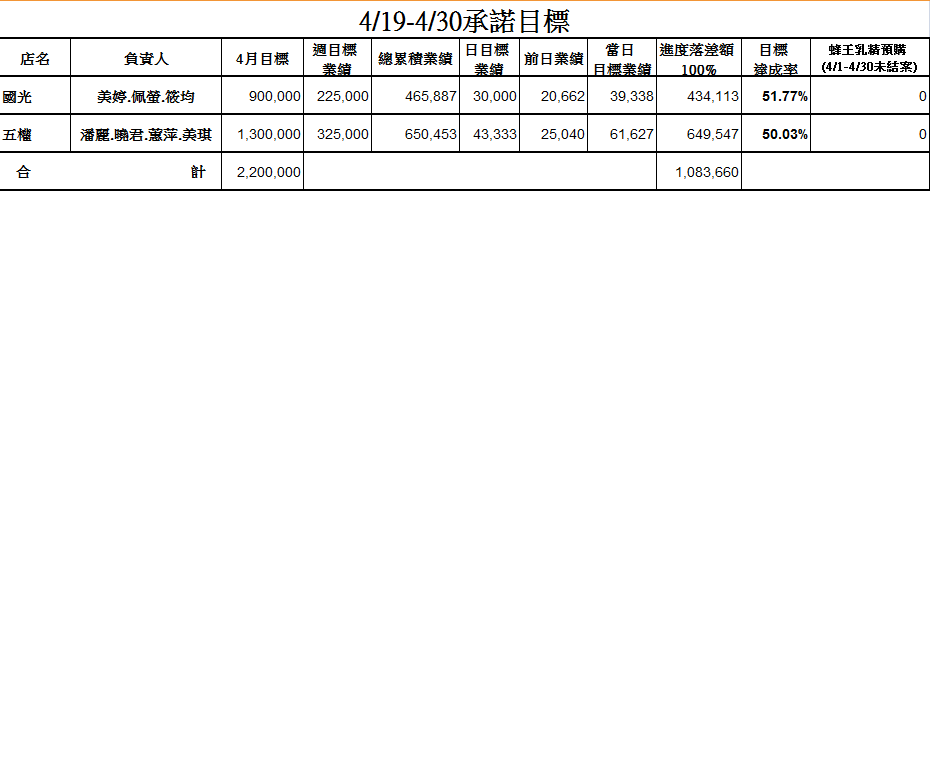 4/19-4/30承諾目標
店名 負責人 4月目標 週目標業績 總累積業績 日目標業績 前日業績 當日目標業績 進度落差額100% 目標達成率 蜂王乳精預購(4/1-4/30未結案)
國光 美婷.佩螢.筱均 900,000 225,000 465,887 30,000 20,662 39,338 434,113 51.77% 0
五權 潘麗.曉君.蕙萍.美琪 1,300,000 325,000 650,453 43,333 25,040 61,627 649,547 50.03% 0
合 計 2,200,000 1,083,660